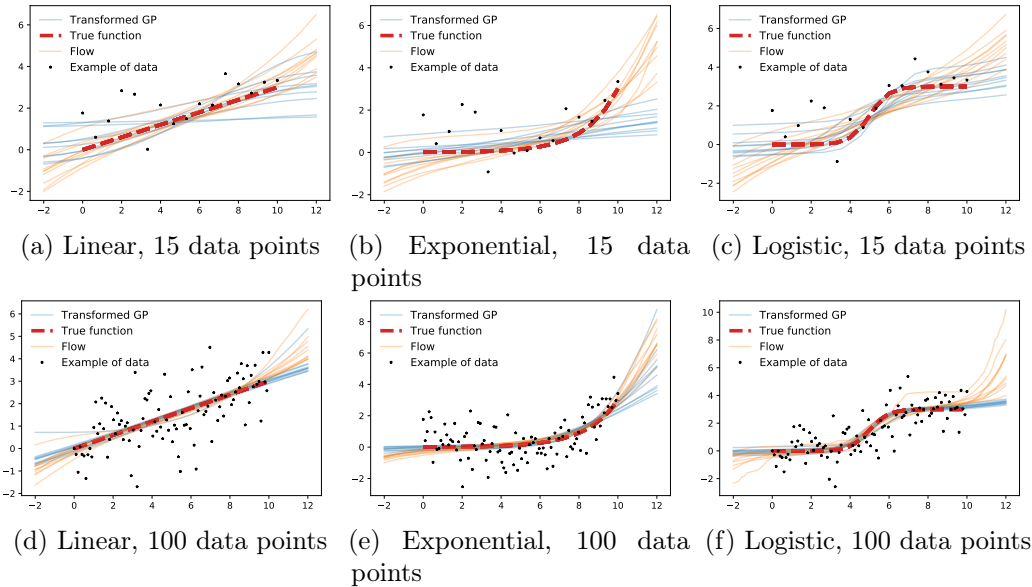 Transformed GP
True function
Flow
Example of data
6
4
2
0
−2
−2 0 2 4 6 8 10 12
(a) Linear, 15 data points
Transformed GP
True function
Flow
Example of data
6
4
2
0
−2
−2 0 2 4 6 8 10 12
(b) Exponential, 15 data
points
Transformed GP
True function
Flow
Example of data
6
4
2
0
−2
−2 0 2 4 6 8 10 12
(c) Logistic, 15 data points
Transformed GP
True function
Flow
Example of data
6
5
4
3
2
1
0
−1
−2
−2 0 2 4 6 8 10 12
(d) Linear, 100 data points
Transformed GP
True function
Flow
Example of data
8
6
4
2
0
−2
−2 0 2 4 6 8 10 12
(e) Exponential, 100 data
points
Transformed GP
True function
Flow
Example of data
10
8
6
4
2
0
−2
−2 0 2 4 6 8 10 12
(f) Logistic, 100 data points